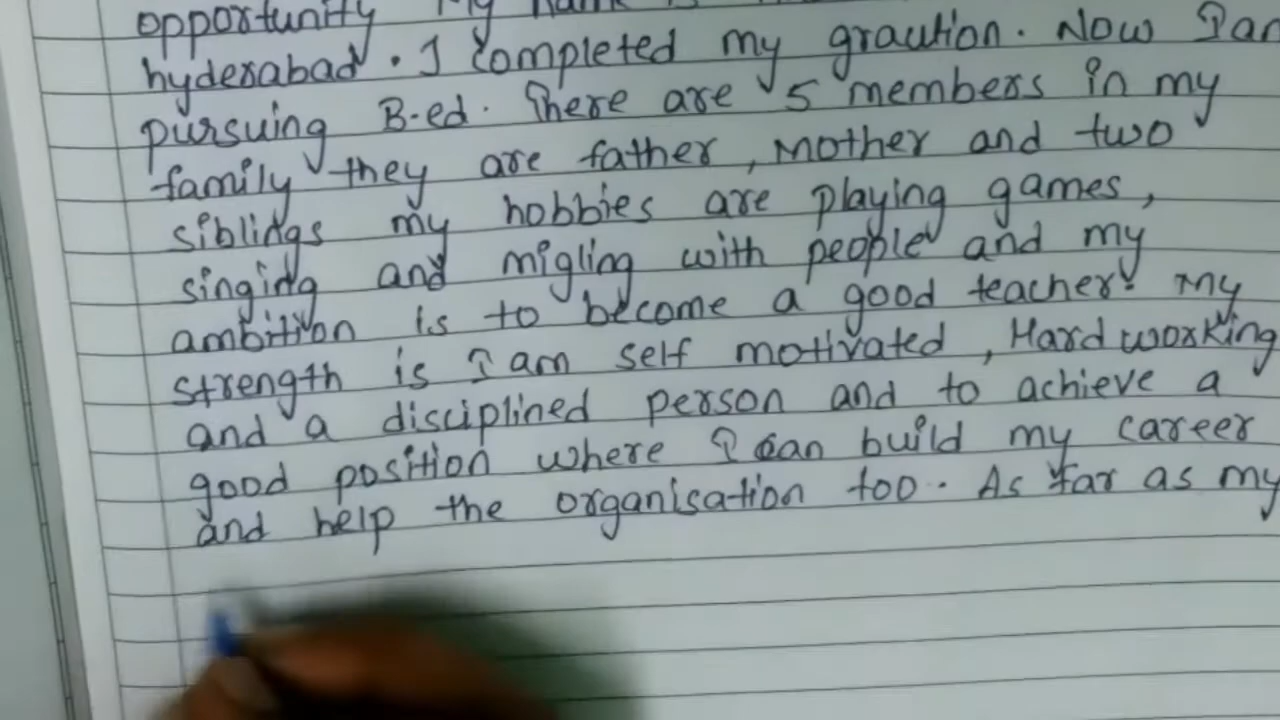 opportunity My name is
hyderabad. I completed my graution. Now I am
pursuing B.ed. There are 5 members in my
family they are father, Mother and two
siblings my hobbies are playing games,
singing and migling with people and my
ambition is to become a good teacher. My
strength is I am self motivated, Hard working
and a disciplined person and to achieve a
good position where I can build my career
and help the organisation too. As far as my